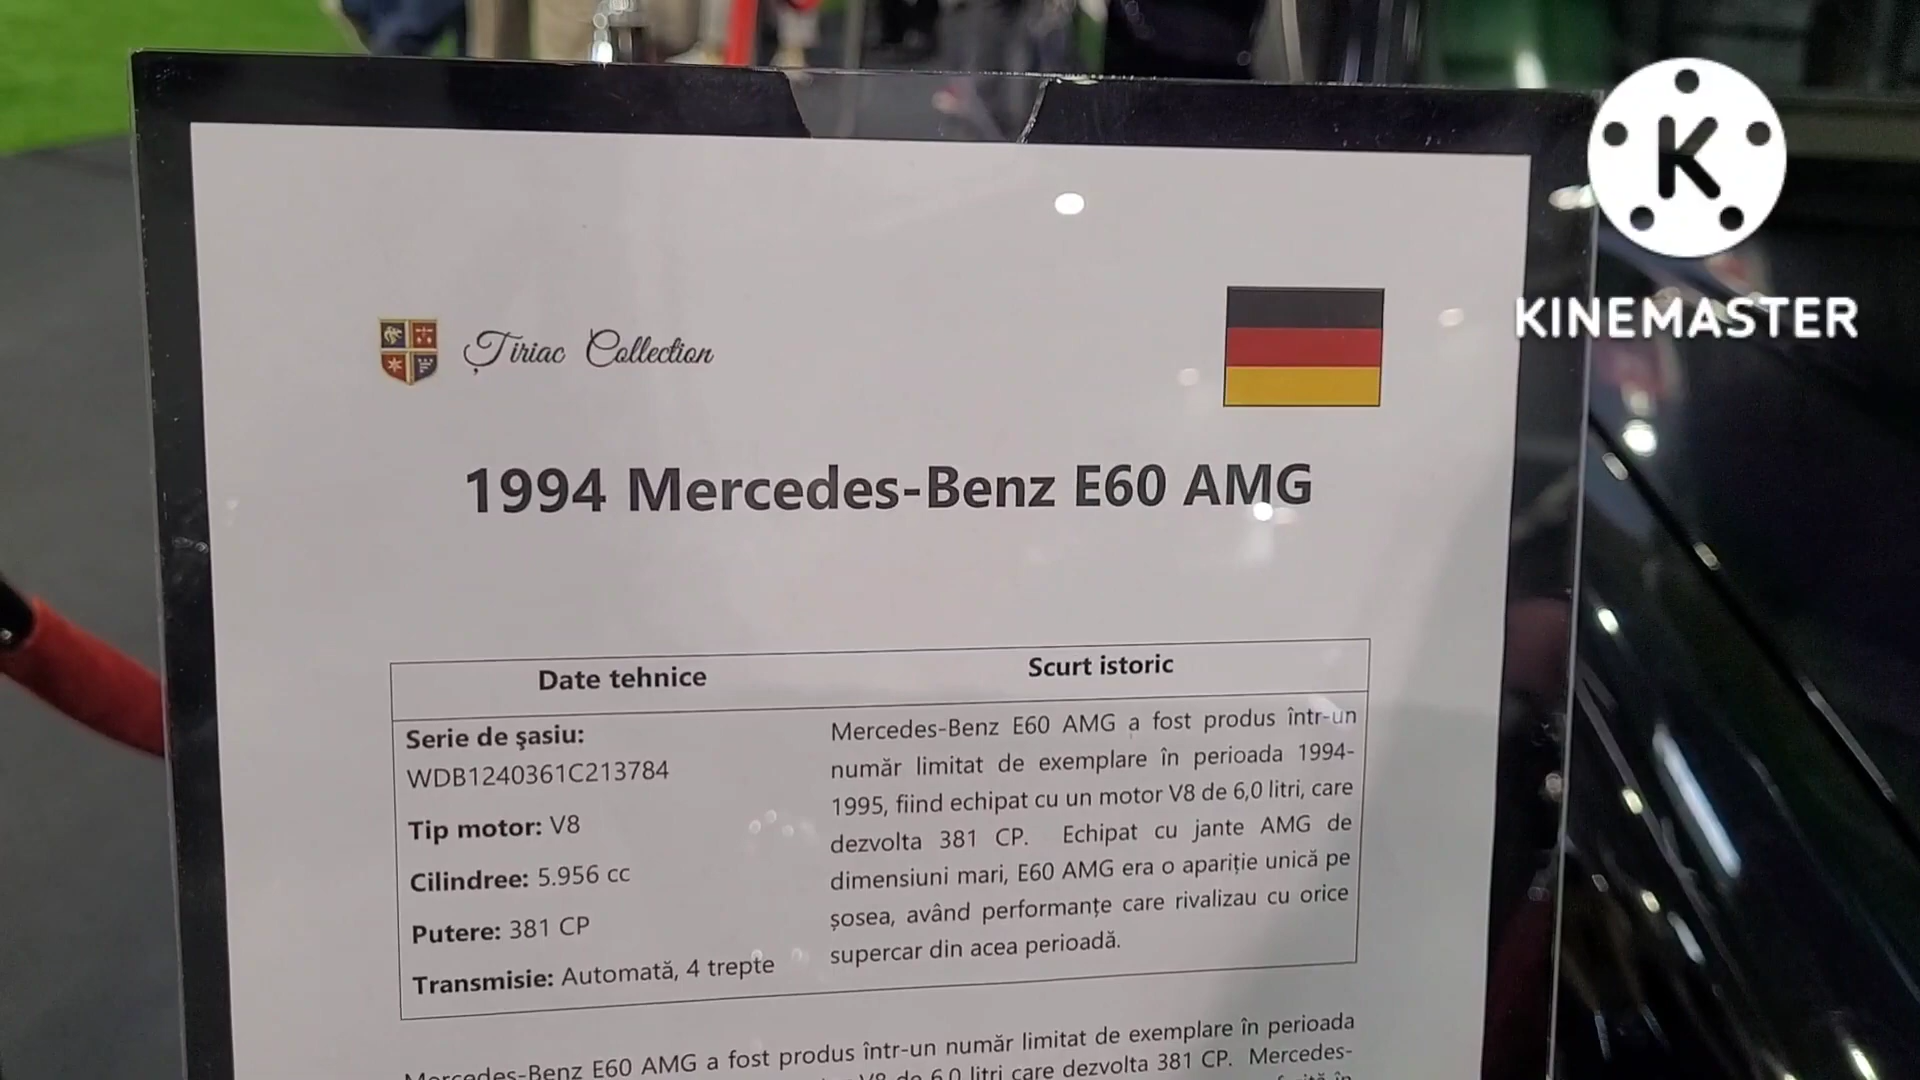 K
KINEMASTER
Țiriac Collection
1994 Mercedes-Benz E60 AMG
Date tehnice
Serie de şasiu:
WDB1240361C213784
Tip motor: V8
Cilindree: 5.956 cc
Putere: 381 CP
Transmisie: Automată, 4 trepte
Scurt istoric
Mercedes-Benz E60 AMG a fost produs într-un
număr limitat de exemplare în perioada 1994-
1995, fiind echipat cu un motor V8 de 6,0 litri, care
dezvolta 381 CP. Echipat cu jante AMG de
dimensiuni mari, E60 AMG era o apariție unică pe
șosea, având performanțe care rivalizau cu orice
supercar din acea perioadă.
Mercedes-Benz E60 AMG a fost produs într-un număr limitat de exemplare în perioada
V8 de 6,0 litri care dezvolta 381 CP. Mercedes-